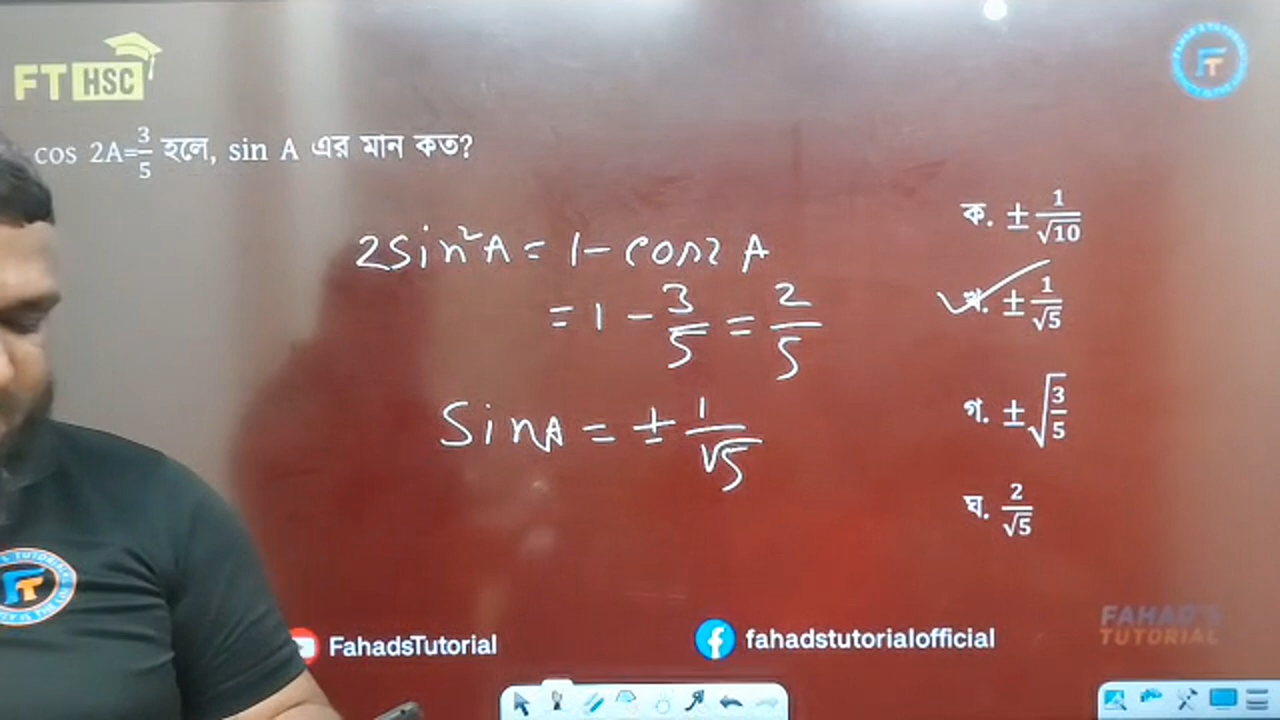 FT HSC
cos 2A=3/5 হলে, sin A এর মান কত?
2sin²A = 1 - cos2A
= 1 - 3/5 = 2/5
SinA = ± 1/√5
ক. ± 1/√10
খ. ± 1/√5
গ. ± √(3/5)
ঘ. 2/√5
FAHAD'S
TUTORIAL
FahadsTutorial
fahadstutorialofficial